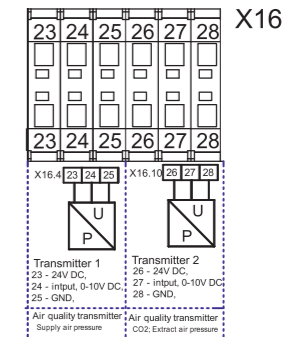 X16
23 24 25 26 27 28
23 24 25 26 27 28
X16.4 23 24 25
X16.10 26 27 28
U
P
U
P
Transmitter 1
23 - 24V DC,
24 - intput, 0-10V DC,
25 - GND,
Transmitter 2
26 - 24V DC,
27 - intput, 0-10V DC
28 - GND,
Air quality transmitter
Supply air pressure
Air quality transmitter
CO2; Extract air pressure